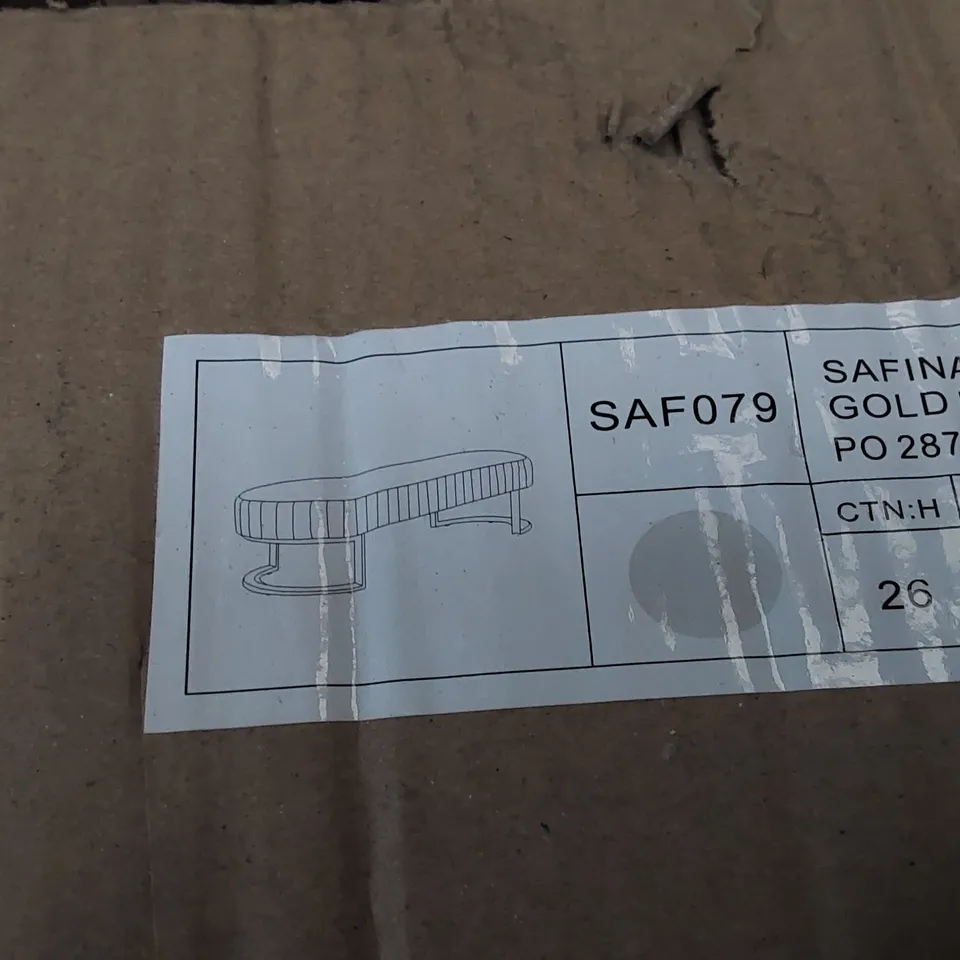 SAF079
SAFINA
GOLD
PO 287
CTN:H
26